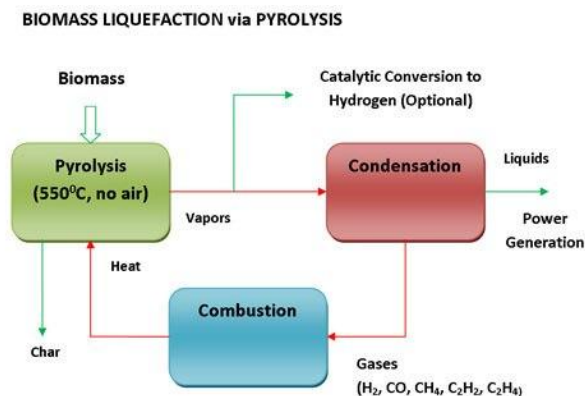 BIOMASS LIQUEFACTION via PYROLYSIS
Biomass
Catalytic Conversion to
Hydrogen (Optional)
Pyrolysis
(550⁰C, no air)
Vapors
Condensation
Liquids
Power
Generation
Heat
Combustion
Char
Gases
(H₂, CO, CH₄, C₂H₂, C₂H₄)